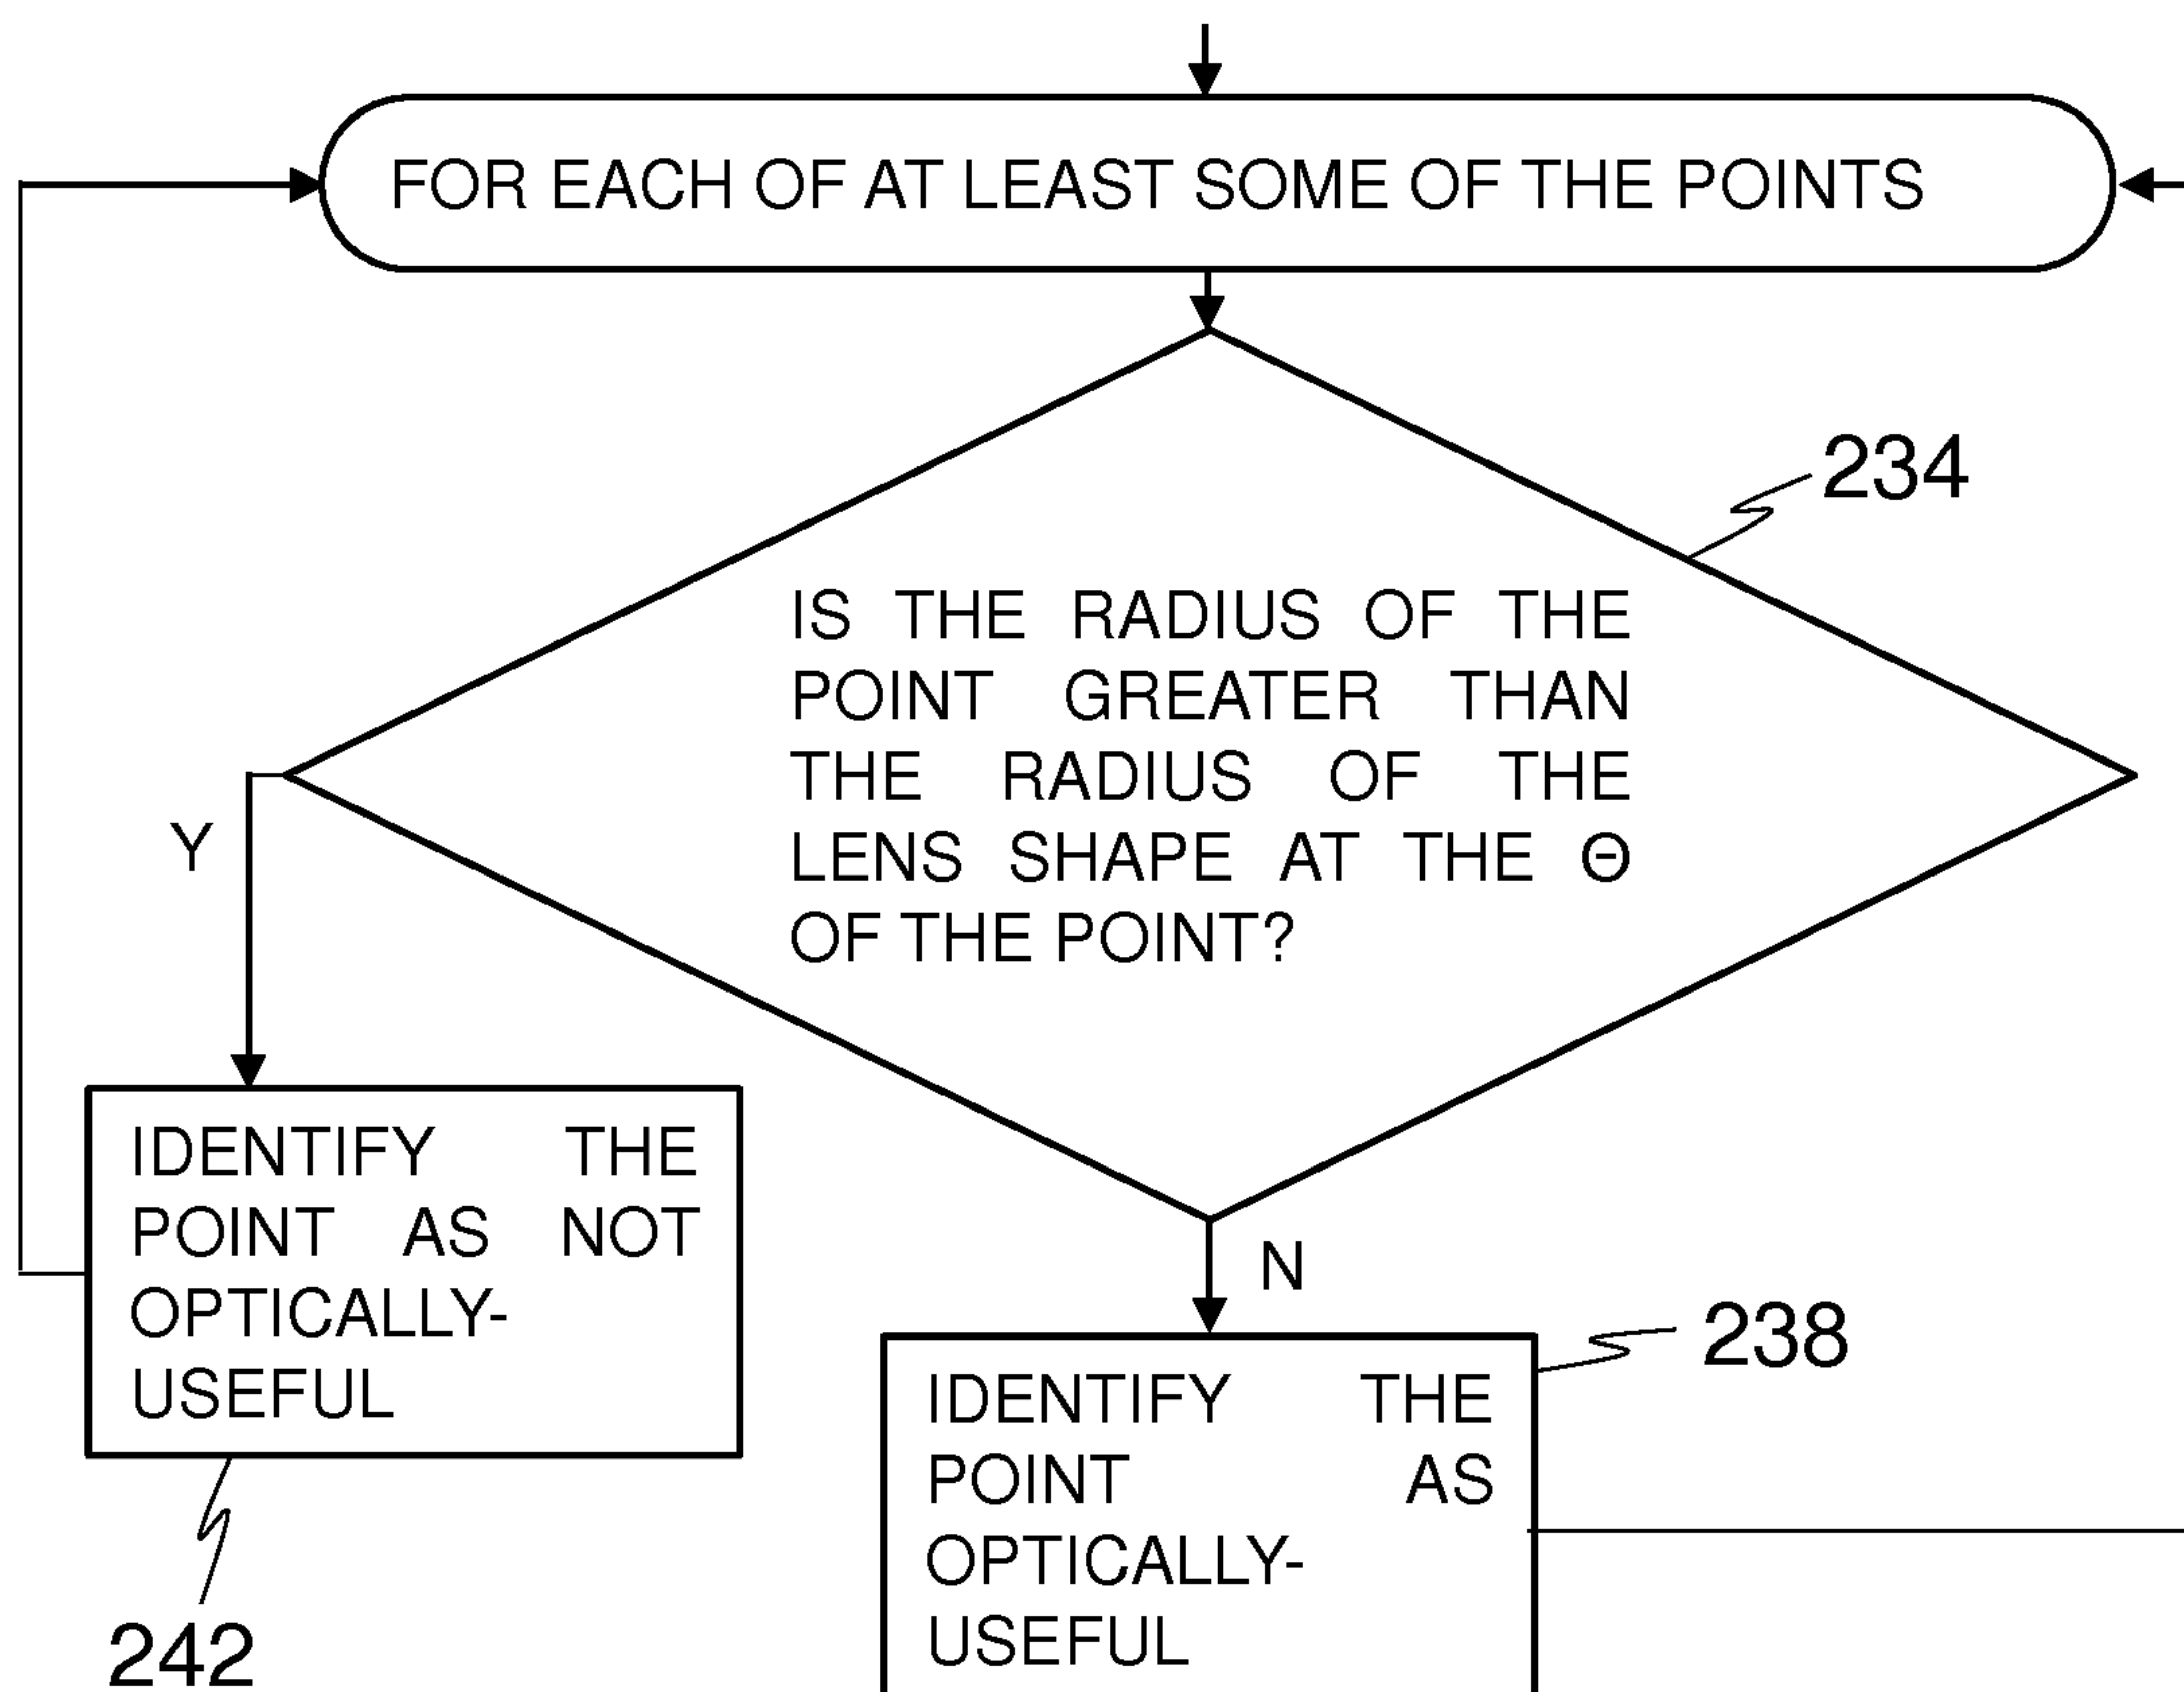 FOR EACH OF AT LEAST SOME OF THE POINTS
234
IS THE RADIUS OF THE
POINT GREATER THAN
THE RADIUS OF THE
LENS SHAPE AT THE Θ
OF THE POINT?
Y
IDENTIFY THE
POINT AS NOT
OPTICALLY-
USEFUL
242
N
238
IDENTIFY THE
POINT AS
OPTICALLY-
USEFUL